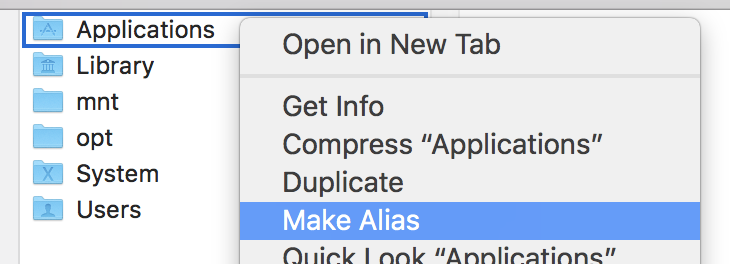 Applications
Library
mnt
opt
System
Users
Open in New Tab
Get Info
Compress “Applications”
Duplicate
Make Alias
Quick Look “Applications”